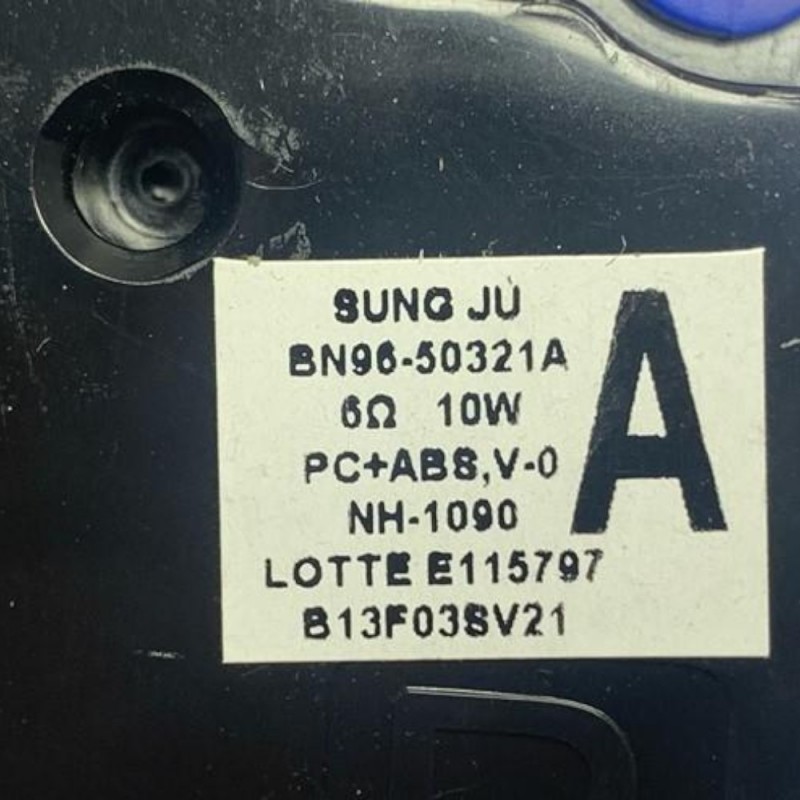 SUNG JU
BN96-50321A
6Ω 10W
PC+ABS,V-0
NH-1090
LOTTE E115797
B13F03SV21
A